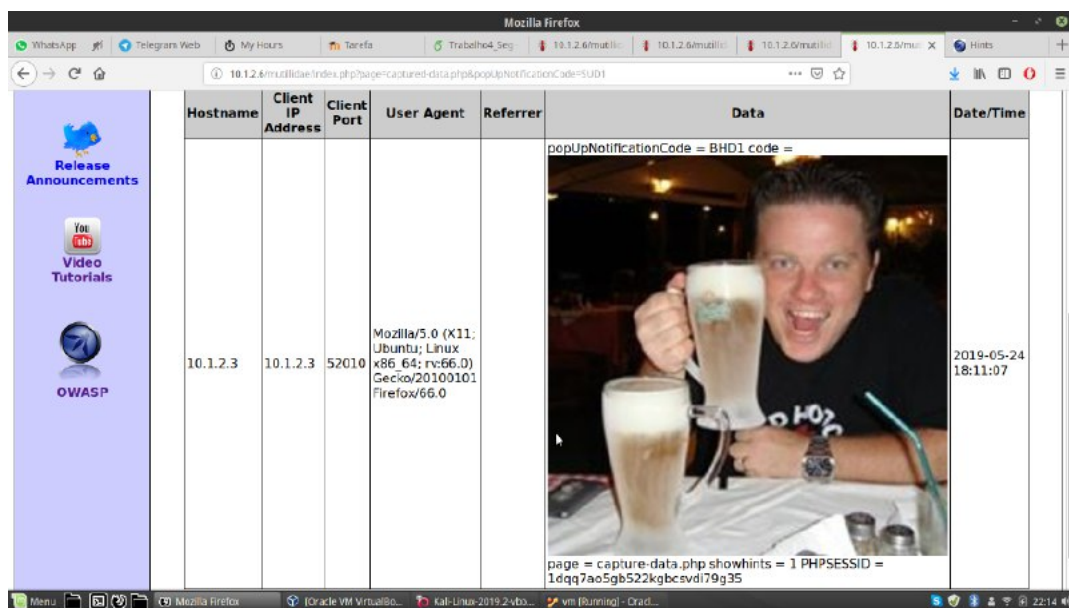 Mozilla Firefox
WhatsApp
Telegram Web
My Hours
Tarefa
Trabalho4_Seg
10.1.2.6/mutillid
10.1.2.6/mutillid
10.1.2.6/mutillid
10.1.2.6/mut
Hints
10.1.2.6/mutillidae/index.php?page=captured-data.php&popUpNotificationCode=SUD1
Hostname
Client
IP
Address
Client
Port
User Agent
Referrer
Data
Date/Time
Release
Announcements
You
Tube
Video
Tutorials
OWASP
10.1.2.3
10.1.2.3
52010
Mozilla/5.0 (X11;
Ubuntu; Linux
x86_64; rv:66.0)
Gecko/20100101
Firefox/66.0
popUpNotificationCode = BHD1 code =
page = capture-data.php showhints = 1 PHPSESSID =
1dqq7ao5gb522kgbcsvdi79g35
2019-05-24
18:11:07
Menu
Mozilla Firefox
[Oracle VM VirtualBo...
Kali-Linux-2019.2-vbo...
vm [Running] - Oracl...
22:14